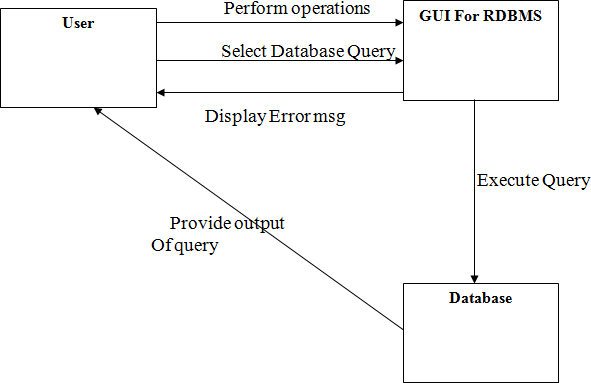 Perform operations
User
GUI For RDBMS
Select Database Query
Display Error msg
Execute Query
Provide output
Of query
Database